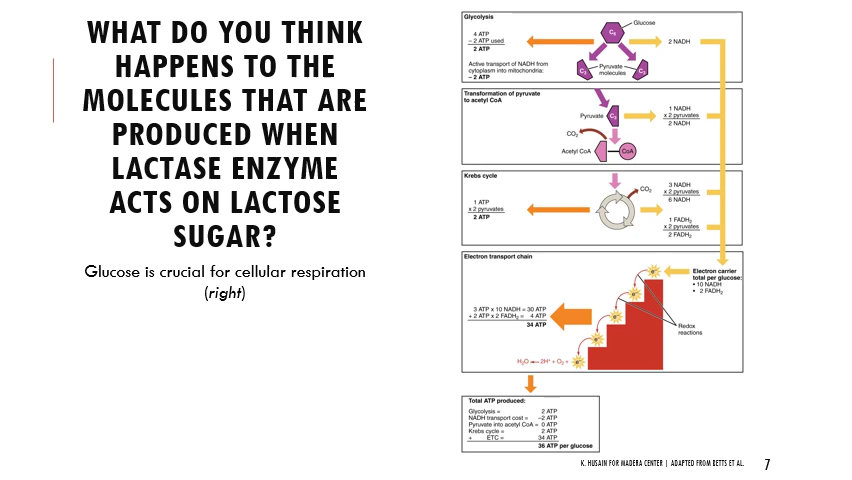 WHAT DO YOU THINK
HAPPENS TO THE
MOLECULES THAT ARE
PRODUCED WHEN
LACTASE ENZYME
ACTS ON LACTOSE
SUGAR?
Glucose is crucial for cellular respiration
(right)
Glycolysis
4 ATP
– 2 ATP used
2 ATP
C6
Glucose
2 NADH
Active transport of NADH from
cytoplasm into mitochondria:
– 2 ATP
C3
Pyruvate
molecules
C3
Transformation of pyruvate
to acetyl CoA
Pyruvate
C3
1 NADH
x 2 pyruvates
2 NADH
CO2
Acetyl CoA
CoA
Krebs cycle
1 ATP
x 2 pyruvates
2 ATP
CO2
3 NADH
x 2 pyruvates
6 NADH
1 FADH2
x 2 pyruvates
2 FADH2
Electron transport chain
Electron carrier
total per glucose:
• 10 NADH
• 2 FADH2
3 ATP x 10 NADH = 30 ATP
+ 2 ATP x 2 FADH2 = 4 ATP
34 ATP
e-
e-
e-
e-
e-
Redox
reactions
H2O 2H+ + O2
Total ATP produced:
Glycolysis = 2 ATP
NADH transport cost = –2 ATP
Pyruvate into acetyl CoA = 0 ATP
Krebs cycle = 2 ATP
+ ETC = 34 ATP
36 ATP per glucose
K. HUSAIN FOR MADERA CENTER | ADAPTED FROM BETTS ET AL.
7